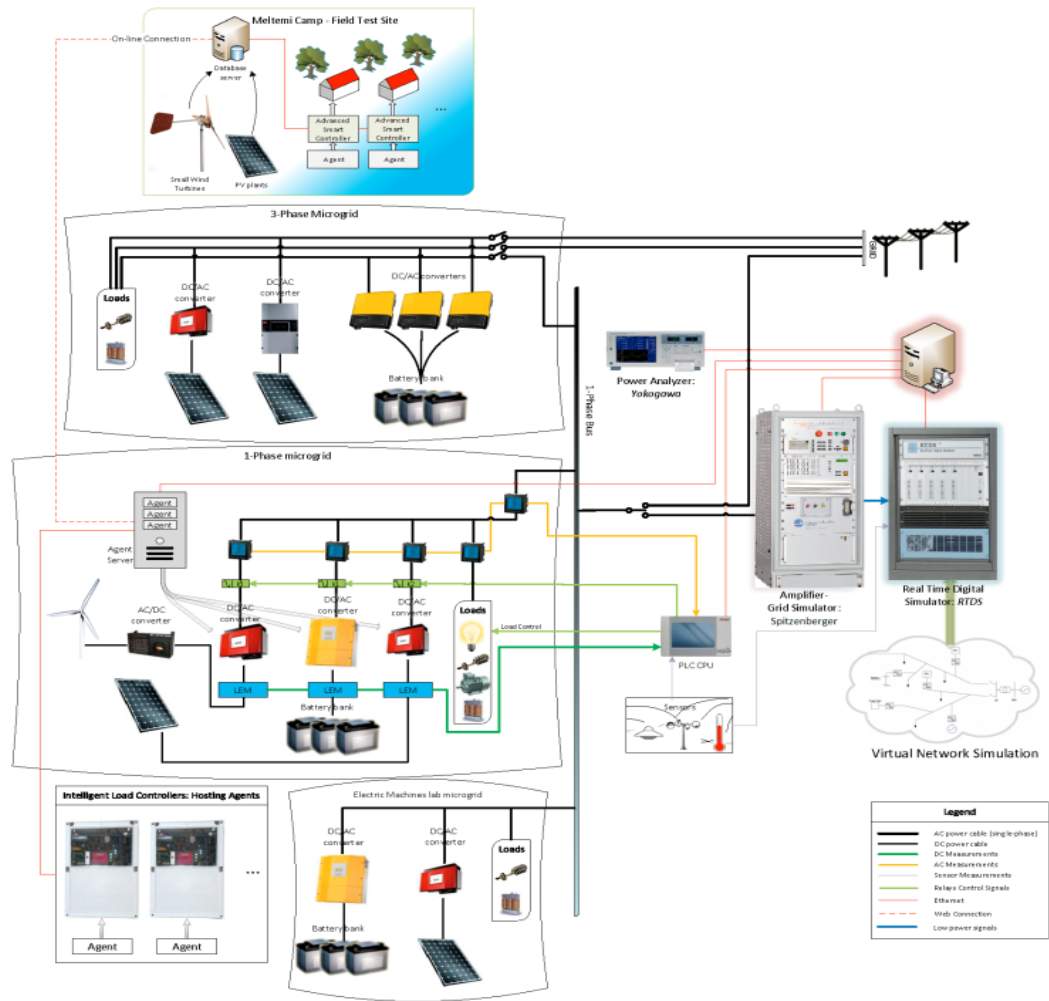 Meltemi Camp - Field Test Site
On-line Connection
Database
server
Advanced
Smart
Controller
Advanced
Smart
Controller
...
Agent
Agent
Small Wind
Turbines
PV plants
3-Phase Microgrid
GRID
Loads
DC/AC
converter
DC/AC
converter
DC/AC converters
Battery bank
1-Phase Bus
Power Analyzer:
Yokogawa
1-Phase microgrid
Agent
Agent
Agent
Agent
Server
AC/DC
converter
DC/AC
converter
DC/AC
converter
DC/AC
converter
Loads
Load Control
LEM
LEM
LEM
Battery bank
PLC CPU
Sensors
Amplifier-
Grid Simulator:
Spitzenberger
RTDS
Real Time Digital
Simulator: RTDS
Virtual Network Simulation
Intelligent Load Controllers: Hosting Agents
...
Agent
Agent
Electric Machines lab microgrid
DC/AC
converter
DC/AC
converter
Loads
Battery bank
Legend
AC power cable (single-phase)
DC power cable
DC Measurements
AC Measurements
Sensor Measurements
Relays Control Signals
Ethernet
Web Connection
Low power signals